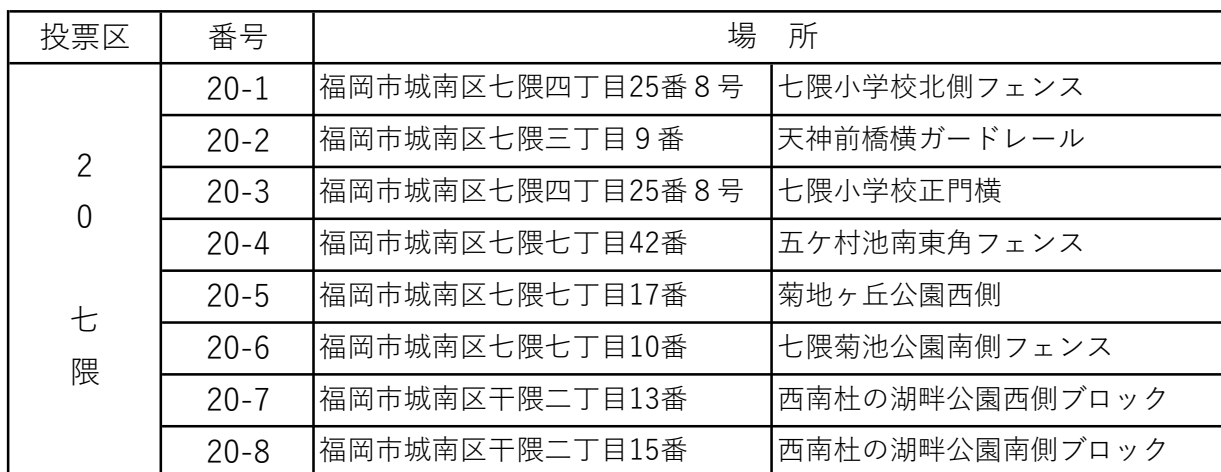 投票区 番号 場　所
20-1 福岡市城南区七隈四丁目25番８号 七隈小学校北側フェンス
20-2 福岡市城南区七隈三丁目９番 天神前橋横ガードレール
20-3 福岡市城南区七隈四丁目25番８号 七隈小学校正門横
20-4 福岡市城南区七隈七丁目42番 五ケ村池南東角フェンス
20-5 福岡市城南区七隈七丁目17番 菊地ヶ丘公園西側
20-6 福岡市城南区七隈七丁目10番 七隈菊池公園南側フェンス
20-7 福岡市城南区干隈二丁目13番 西南杜の湖畔公園西側ブロック
20-8 福岡市城南区干隈二丁目15番 西南杜の湖畔公園南側ブロック
２０　七隈